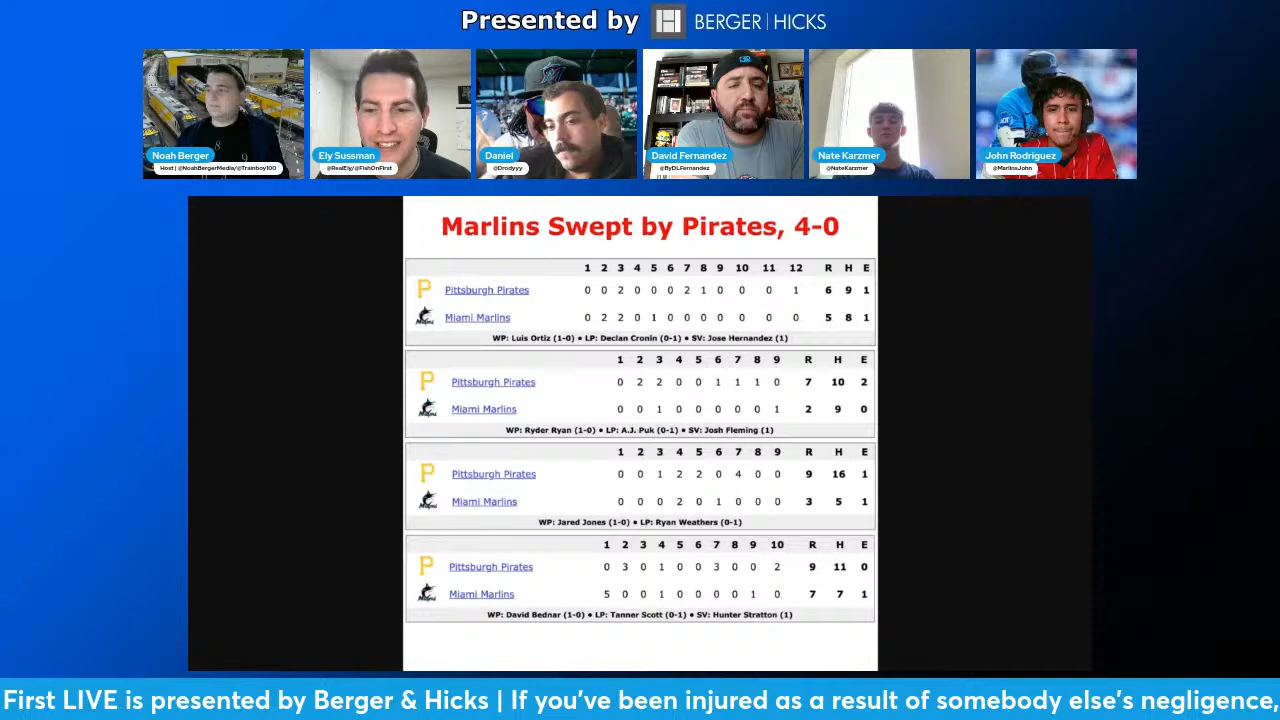 Presented by BERGER | HICKS
Noah Berger
Host | @NoahBergerMedia/@Trainboy100
Ely Sussman
@RealEly/@FishOnFirst
Daniel
@Drodyyy
David Fernandez
@ByDLFernandez
Nate Karzmer
@NateKarzmer
John Rodriguez
@MarlinsJohn
Marlins Swept by Pirates, 4-0
1 2 3 4 5 6 7 8 9 10 11 12 R H E
P Pittsburgh Pirates 0 0 2 0 0 0 2 1 0 0 0 1 6 9 1
Miami Marlins 0 2 2 0 1 0 0 0 0 0 0 0 5 8 1
WP: Luis Ortiz (1-0) • LP: Declan Cronin (0-1) • SV: Jose Hernandez (1)
1 2 3 4 5 6 7 8 9 R H E
P Pittsburgh Pirates 0 2 2 0 0 1 1 1 0 7 10 2
Miami Marlins 0 0 1 0 0 0 0 0 1 2 9 0
WP: Ryder Ryan (1-0) • LP: A.J. Puk (0-1) • SV: Josh Fleming (1)
1 2 3 4 5 6 7 8 9 R H E
P Pittsburgh Pirates 0 0 1 2 2 0 4 0 0 9 16 1
Miami Marlins 0 0 0 2 0 1 0 0 0 3 5 1
WP: Jared Jones (1-0) • LP: Ryan Weathers (0-1)
1 2 3 4 5 6 7 8 9 10 R H E
P Pittsburgh Pirates 0 3 0 1 0 0 3 0 0 2 9 11 0
Miami Marlins 5 0 0 1 0 0 0 0 1 0 7 7 1
WP: David Bednar (1-0) • LP: Tanner Scott (0-1) • SV: Hunter Stratton (1)
First LIVE is presented by Berger & Hicks | If you've been injured as a result of somebody else's negligence,